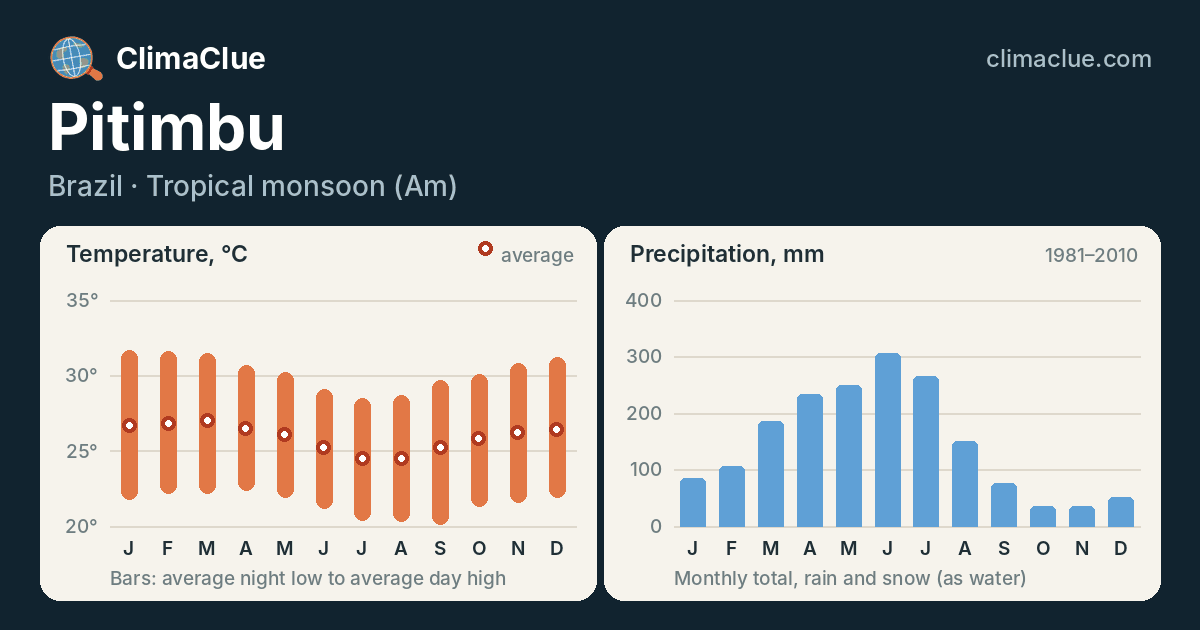 ClimaClue
climaclue.com
Pitimbu
Brazil · Tropical monsoon (Am)
Temperature, °C
average
35°
30°
25°
20°
J F M A M J J A S O N D
Bars: average night low to average day high
Precipitation, mm
1981–2010
400
300
200
100
0
J F M A M J J A S O N D
Monthly total, rain and snow (as water)